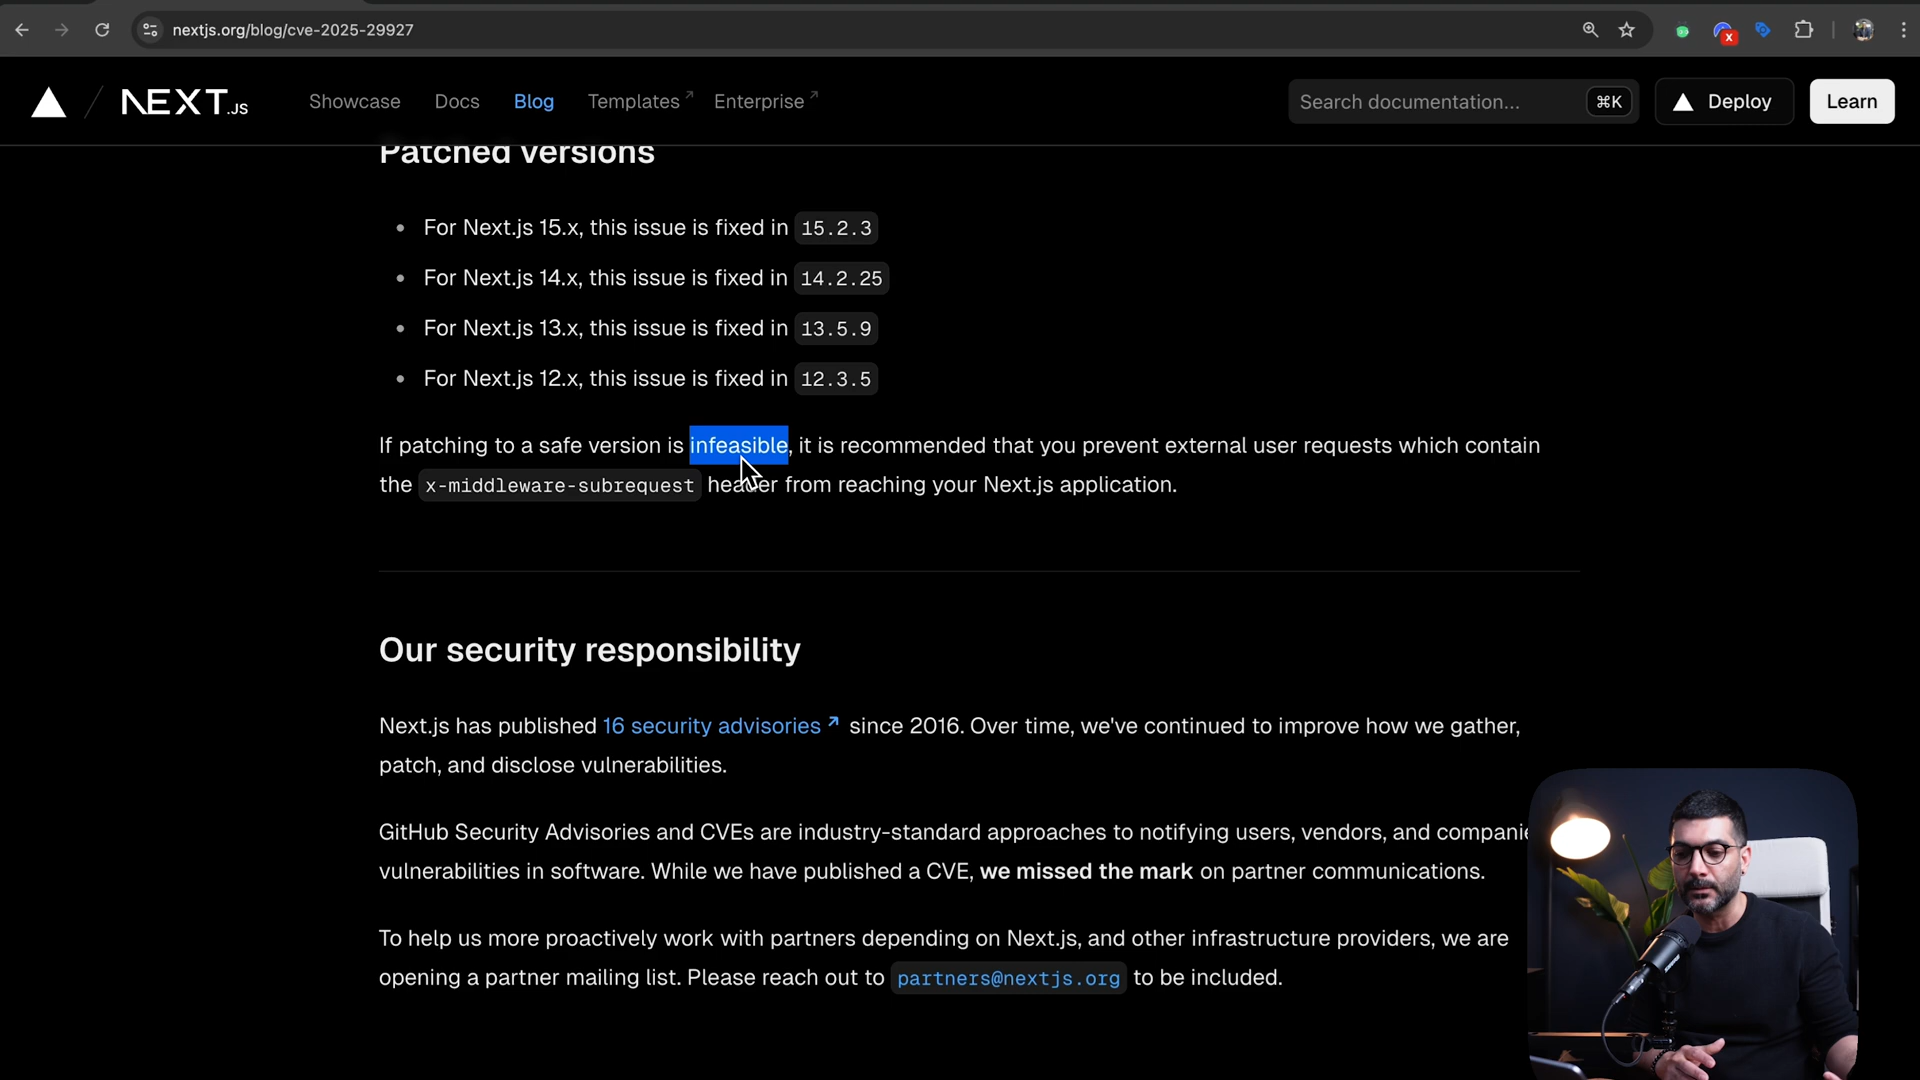 nextjs.org/blog/cve-2025-29927
NEXT.JS
Showcase
Docs
Blog
Templates
Enterprise
Search documentation...
⌘K
Deploy
Learn
Patched versions
For Next.js 15.x, this issue is fixed in 15.2.3
For Next.js 14.x, this issue is fixed in 14.2.25
For Next.js 13.x, this issue is fixed in 13.5.9
For Next.js 12.x, this issue is fixed in 12.3.5
If patching to a safe version is infeasible, it is recommended that you prevent external user requests which contain
the x-middleware-subrequest header from reaching your Next.js application.
Our security responsibility
Next.js has published 16 security advisories ↗ since 2016. Over time, we've continued to improve how we gather,
patch, and disclose vulnerabilities.
GitHub Security Advisories and CVEs are industry-standard approaches to notifying users, vendors, and companie
vulnerabilities in software. While we have published a CVE, we missed the mark on partner communications.
To help us more proactively work with partners depending on Next.js, and other infrastructure providers, we are
opening a partner mailing list. Please reach out to partners@nextjs.org to be included.